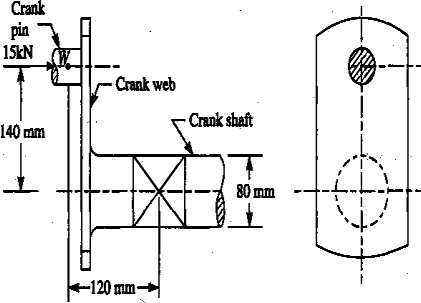 Crank
pin
15kN
W
Crank web
Crank shaft
140 mm
80 mm
120 mm